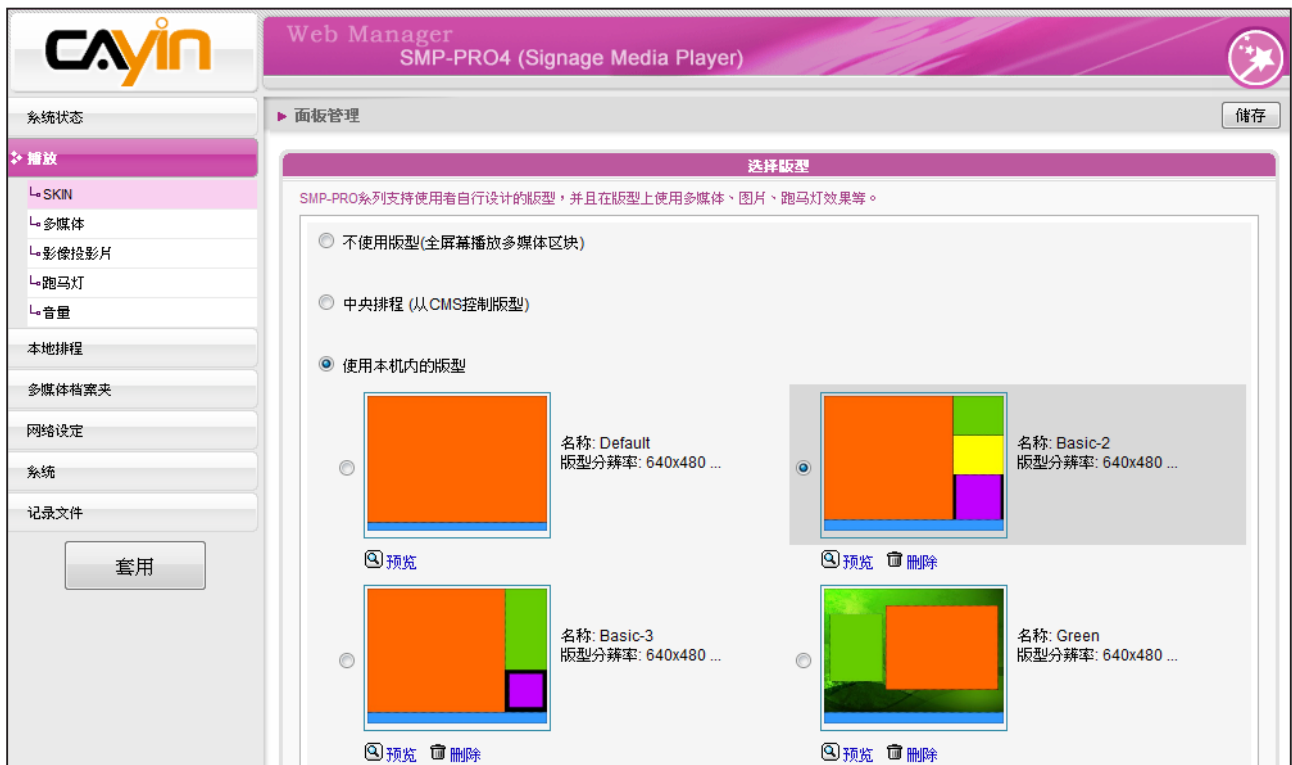 CAYIN
Web Manager
SMP-PRO4 (Signage Media Player)
系统状态
播放
SKIN
多媒体
影像投影片
跑马灯
音量
本地排程
多媒体档案夹
网络设定
系统
记录文件
套用
面板管理
储存
选择版型
SMP-PRO系列支持使用者自行设计的版型，并且在版型上使用多媒体、图片、跑马灯效果等。
不使用版型(全屏幕播放多媒体区块)
中央排程 (从CMS控制版型)
使用本机内的版型
名称: Default
版型分辨率: 640x480 ...
预览
名称: Basic-2
版型分辨率: 640x480 ...
预览 删除
名称: Basic-3
版型分辨率: 640x480 ...
预览 删除
名称: Green
版型分辨率: 640x480 ...
预览 删除